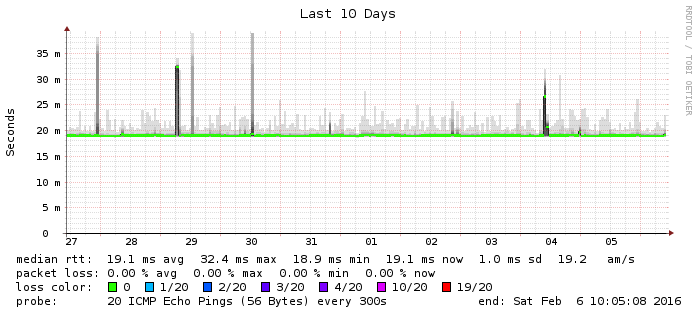 Last 10 Days
RRDTOOL / TOBI OETIKER
Seconds
35 m
30 m
25 m
20 m
15 m
10 m
5 m
0
27 28 29 30 31 01 02 03 04 05
median rtt: 19.1 ms avg 32.4 ms max 18.9 ms min 19.1 ms now 1.0 ms sd 19.2 am/s
packet loss: 0.00 % avg 0.00 % max 0.00 % min 0.00 % now
loss color: 0 1/20 2/20 3/20 4/20 10/20 19/20
probe: 20 ICMP Echo Pings (56 Bytes) every 300s end: Sat Feb 6 10:05:08 2016